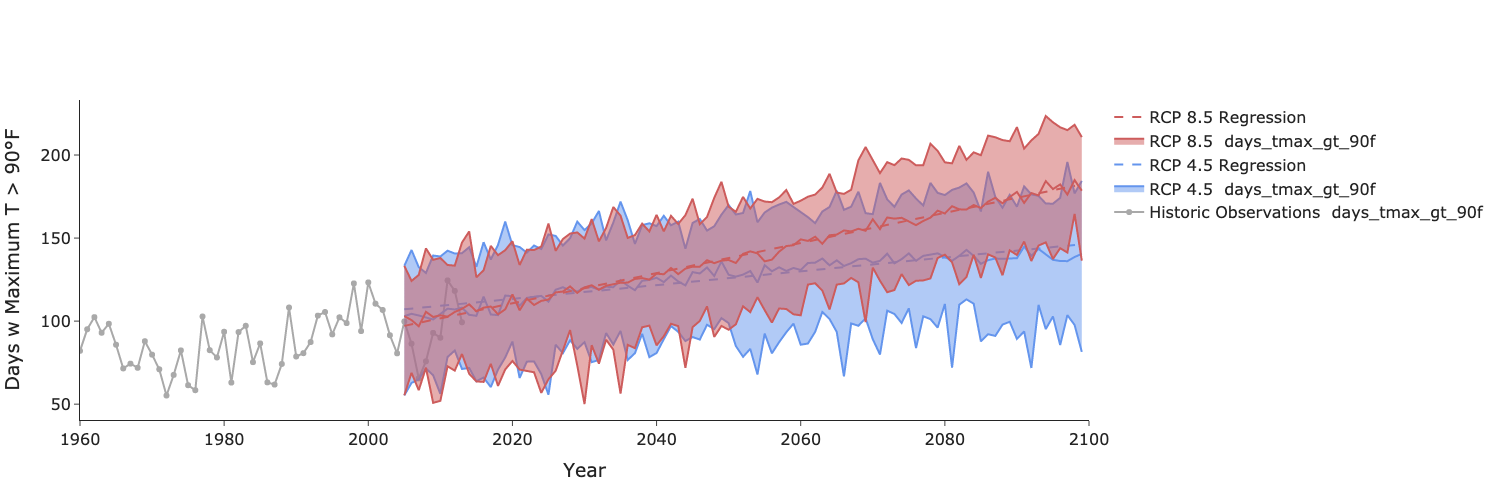 Days w Maximum T > 90°F
200
150
100
50
1960 1980 2000 2020 2040 2060 2080 2100
Year
RCP 8.5 Regression
RCP 8.5 days_tmax_gt_90f
RCP 4.5 Regression
RCP 4.5 days_tmax_gt_90f
Historic Observations days_tmax_gt_90f